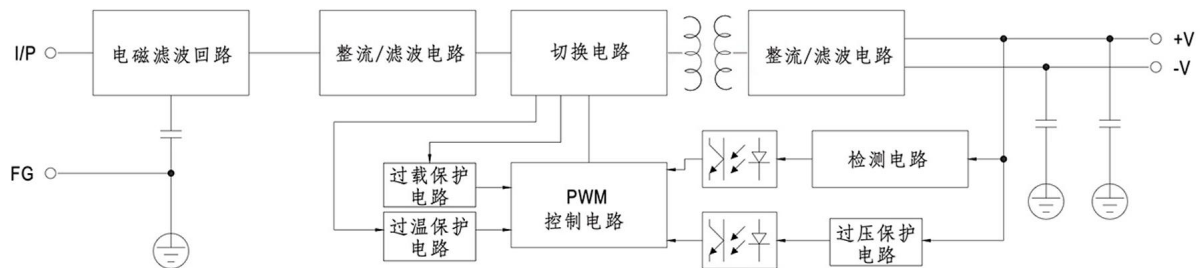 I/P
电磁滤波回路
整流/滤波电路
切换电路
整流/滤波电路
+V
-V
FG
过载保护
电路
过温保护
电路
PWM
控制电路
检测电路
过压保护
电路